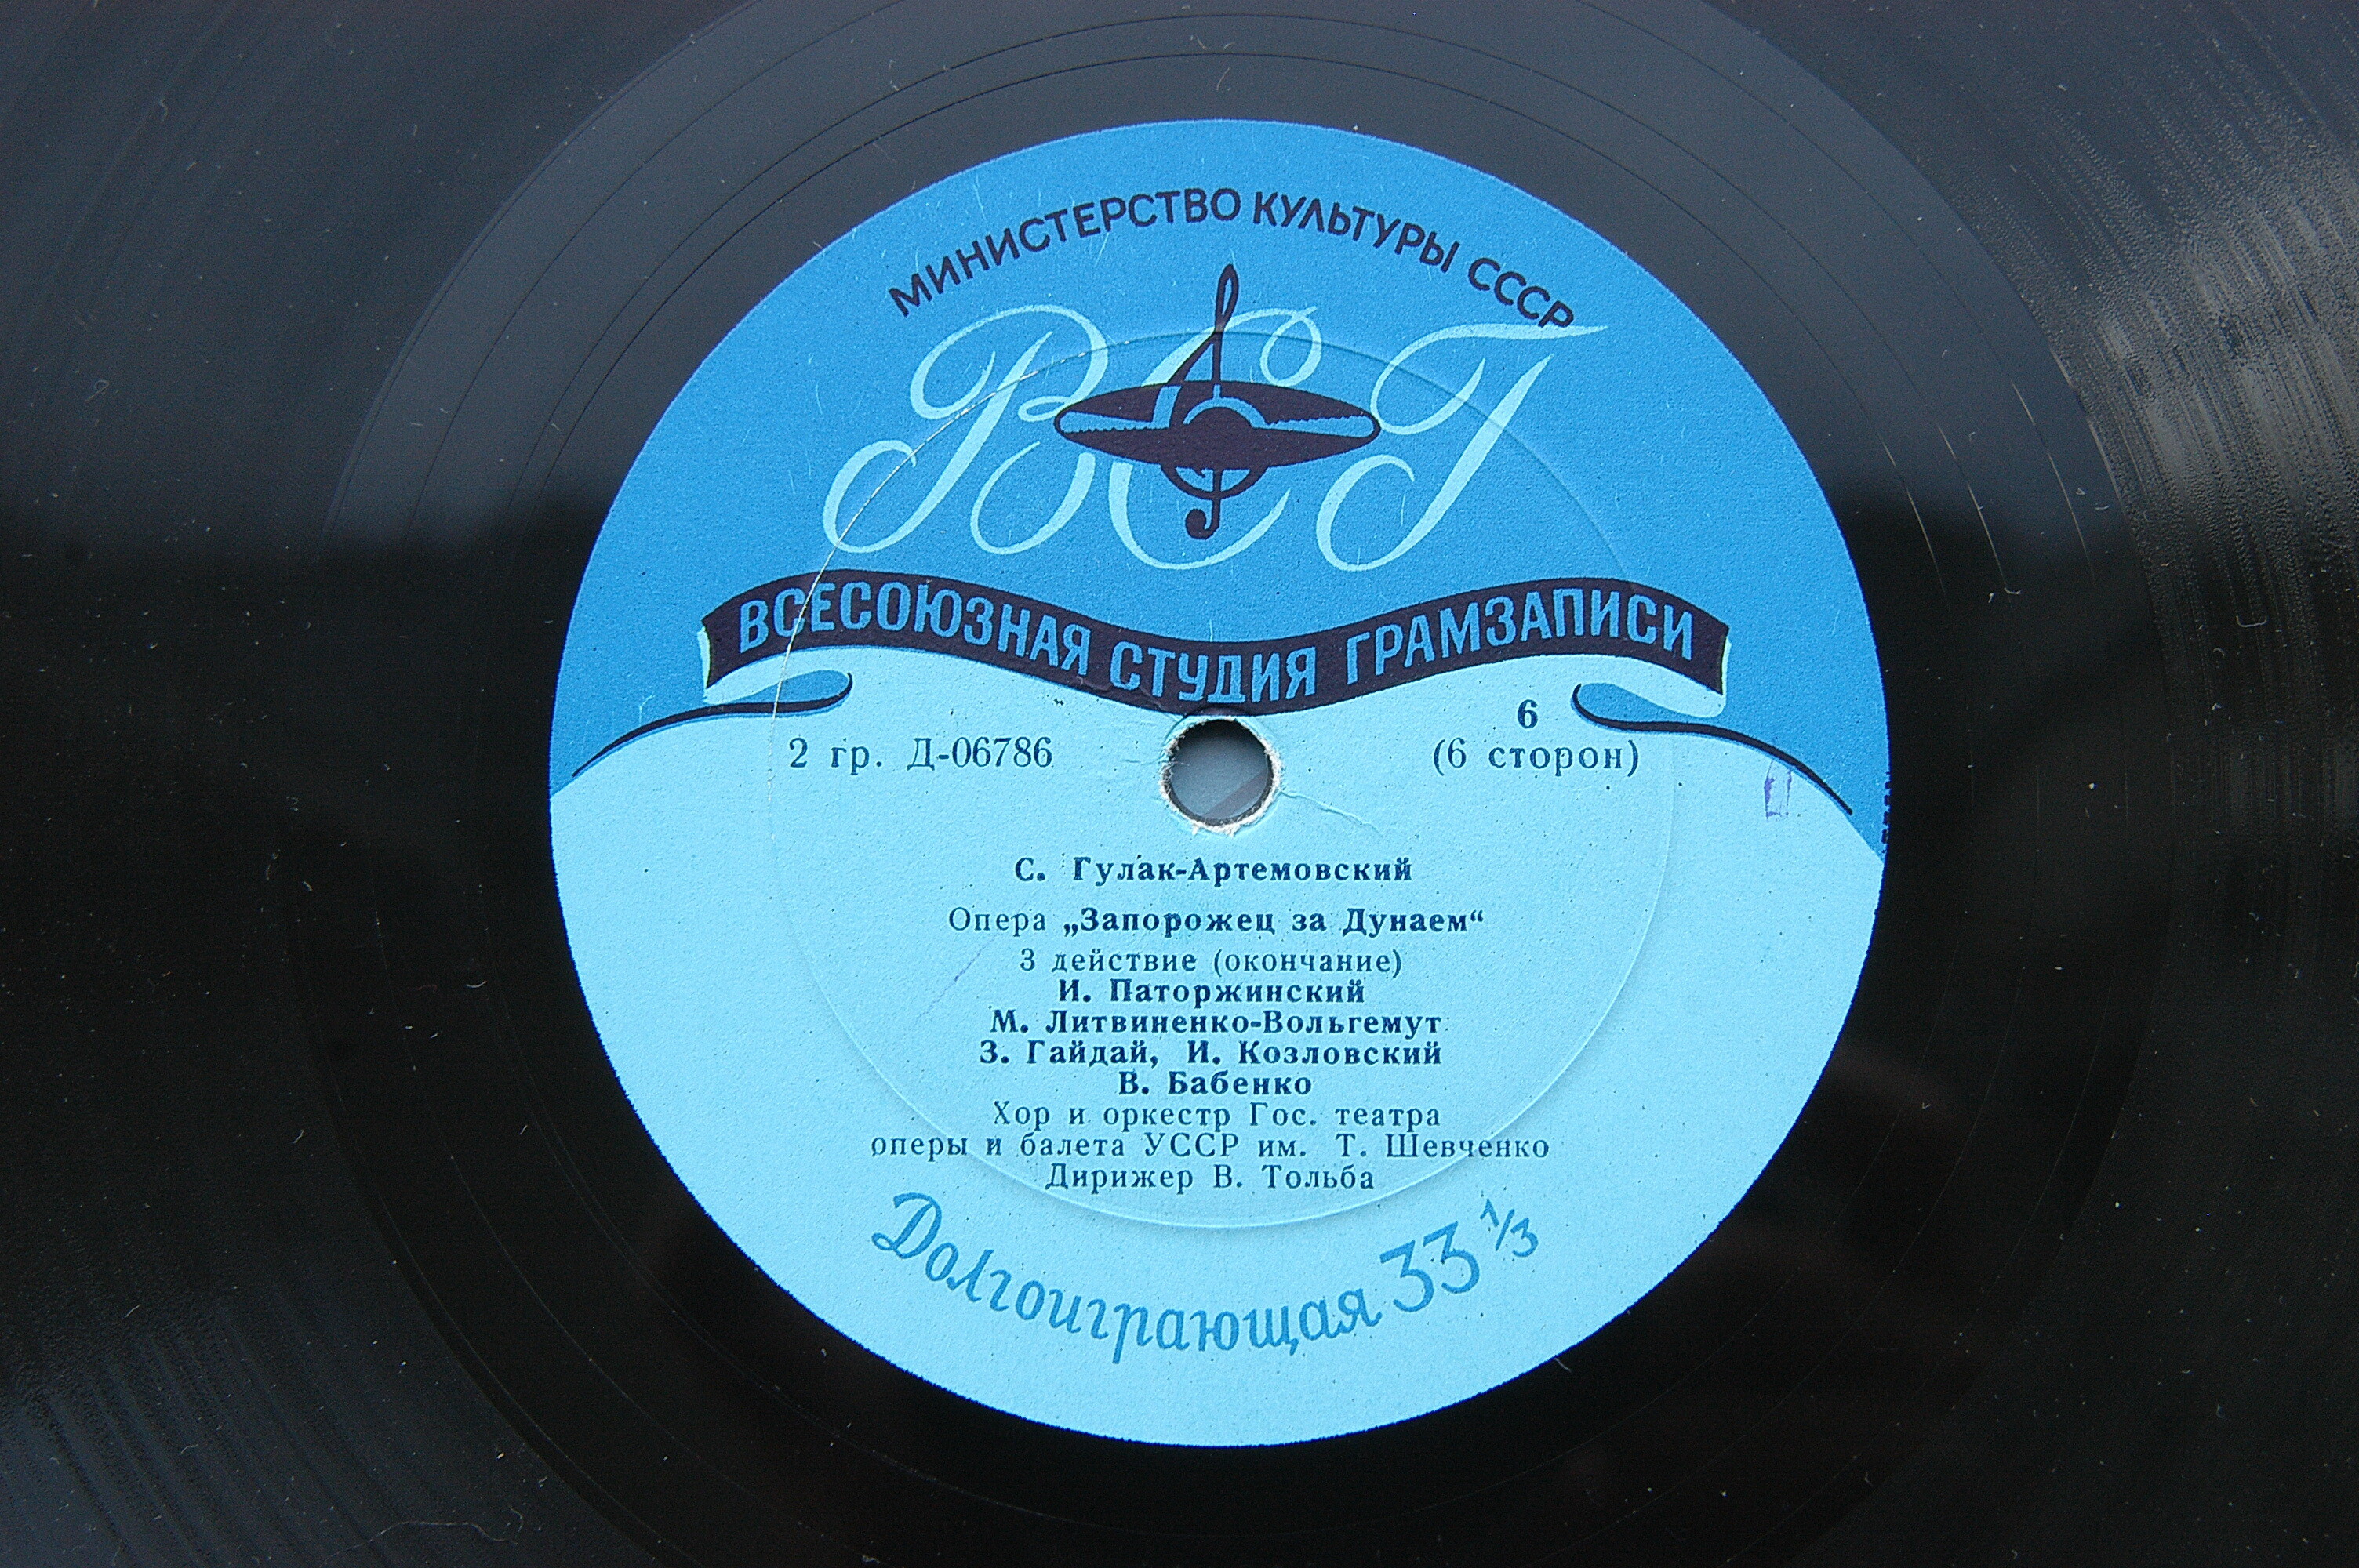 МИНИСТЕРСТВО КУЛЬТУРЫ СССР
ВСГ
ВСЕСОЮЗНАЯ СТУДИЯ ГРАМЗАПИСИ
6
2 гр. Д-06786 (6 сторон)
С. Гулак-Артемовский
Опера „Запорожец за Дунаем“
3 действие (окончание)
И. Паторжинский
М. Литвиненко-Вольгемут
З. Гайдай, И. Козловский
В. Бабенко
Хор и оркестр Гос. театра
оперы и балета УССР им. Т. Шевченко
Дирижер В. Тольба
Долгоиграющая 33 1/3